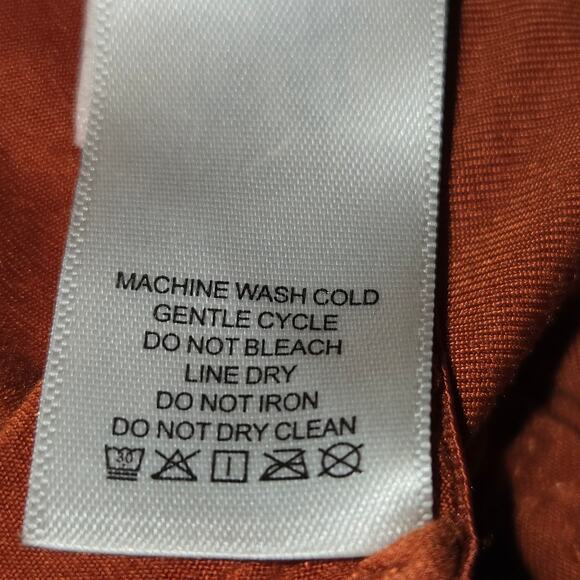 MACHINE WASH COLD
GENTLE CYCLE
DO NOT BLEACH
LINE DRY
DO NOT IRON
DO NOT DRY CLEAN
30